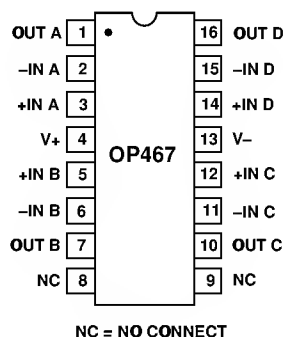 OUT A 1 16 OUT D
–IN A 2 15 –IN D
+IN A 3 14 +IN D
V+ 4 13 V–
OP467
+IN B 5 12 +IN C
–IN B 6 11 –IN C
OUT B 7 10 OUT C
NC 8 9 NC
NC = NO CONNECT